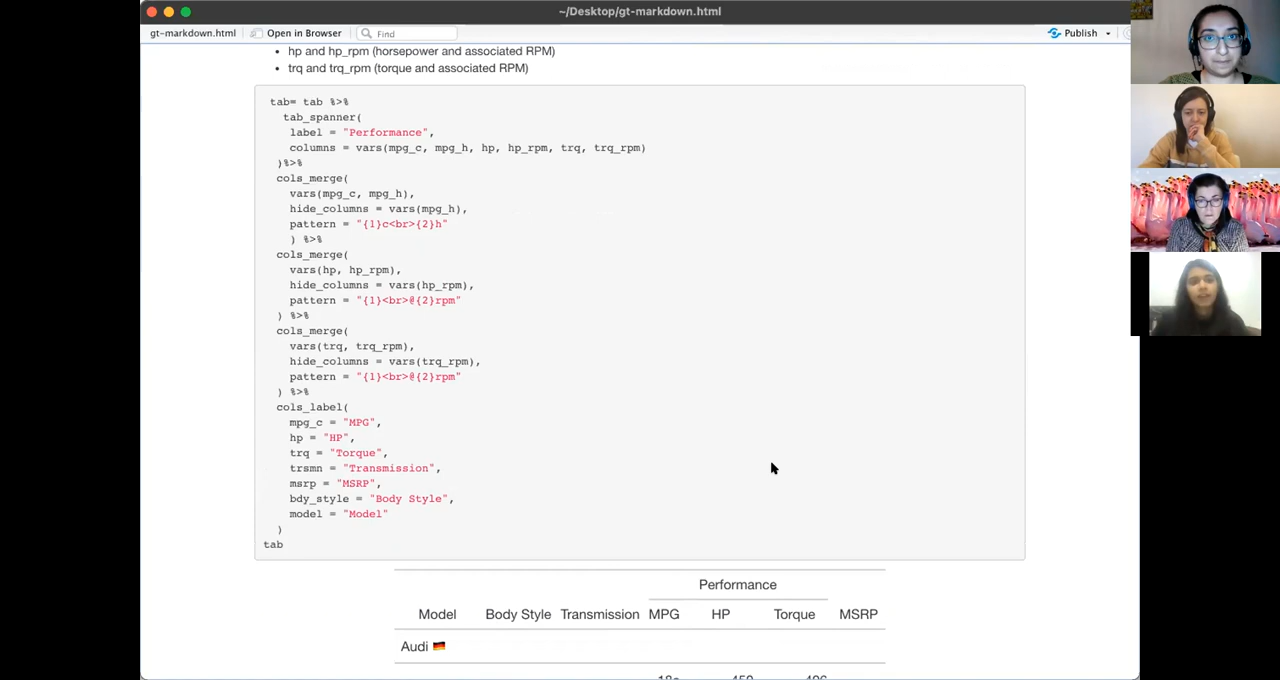 ~/Desktop/gt-markdown.html
gt-markdown.html Open in Browser Find Publish
• hp and hp_rpm (horsepower and associated RPM)
• trq and trq_rpm (torque and associated RPM)
tab= tab %>%
tab_spanner(
label = "Performance",
columns = vars(mpg_c, mpg_h, hp, hp_rpm, trq, trq_rpm)
)%>%
cols_merge(
vars(mpg_c, mpg_h),
hide_columns = vars(mpg_h),
pattern = "{1}c<br>{2}h"
) %>%
cols_merge(
vars(hp, hp_rpm),
hide_columns = vars(hp_rpm),
pattern = "{1}<br>@{2}rpm"
) %>%
cols_merge(
vars(trq, trq_rpm),
hide_columns = vars(trq_rpm),
pattern = "{1}<br>@{2}rpm"
) %>%
cols_label(
mpg_c = "MPG",
hp = "HP",
trq = "Torque",
trsmn = "Transmission",
msrp = "MSRP",
bdy_style = "Body Style",
model = "Model"
)
tab
Performance
Model Body Style Transmission MPG HP Torque MSRP
Audi